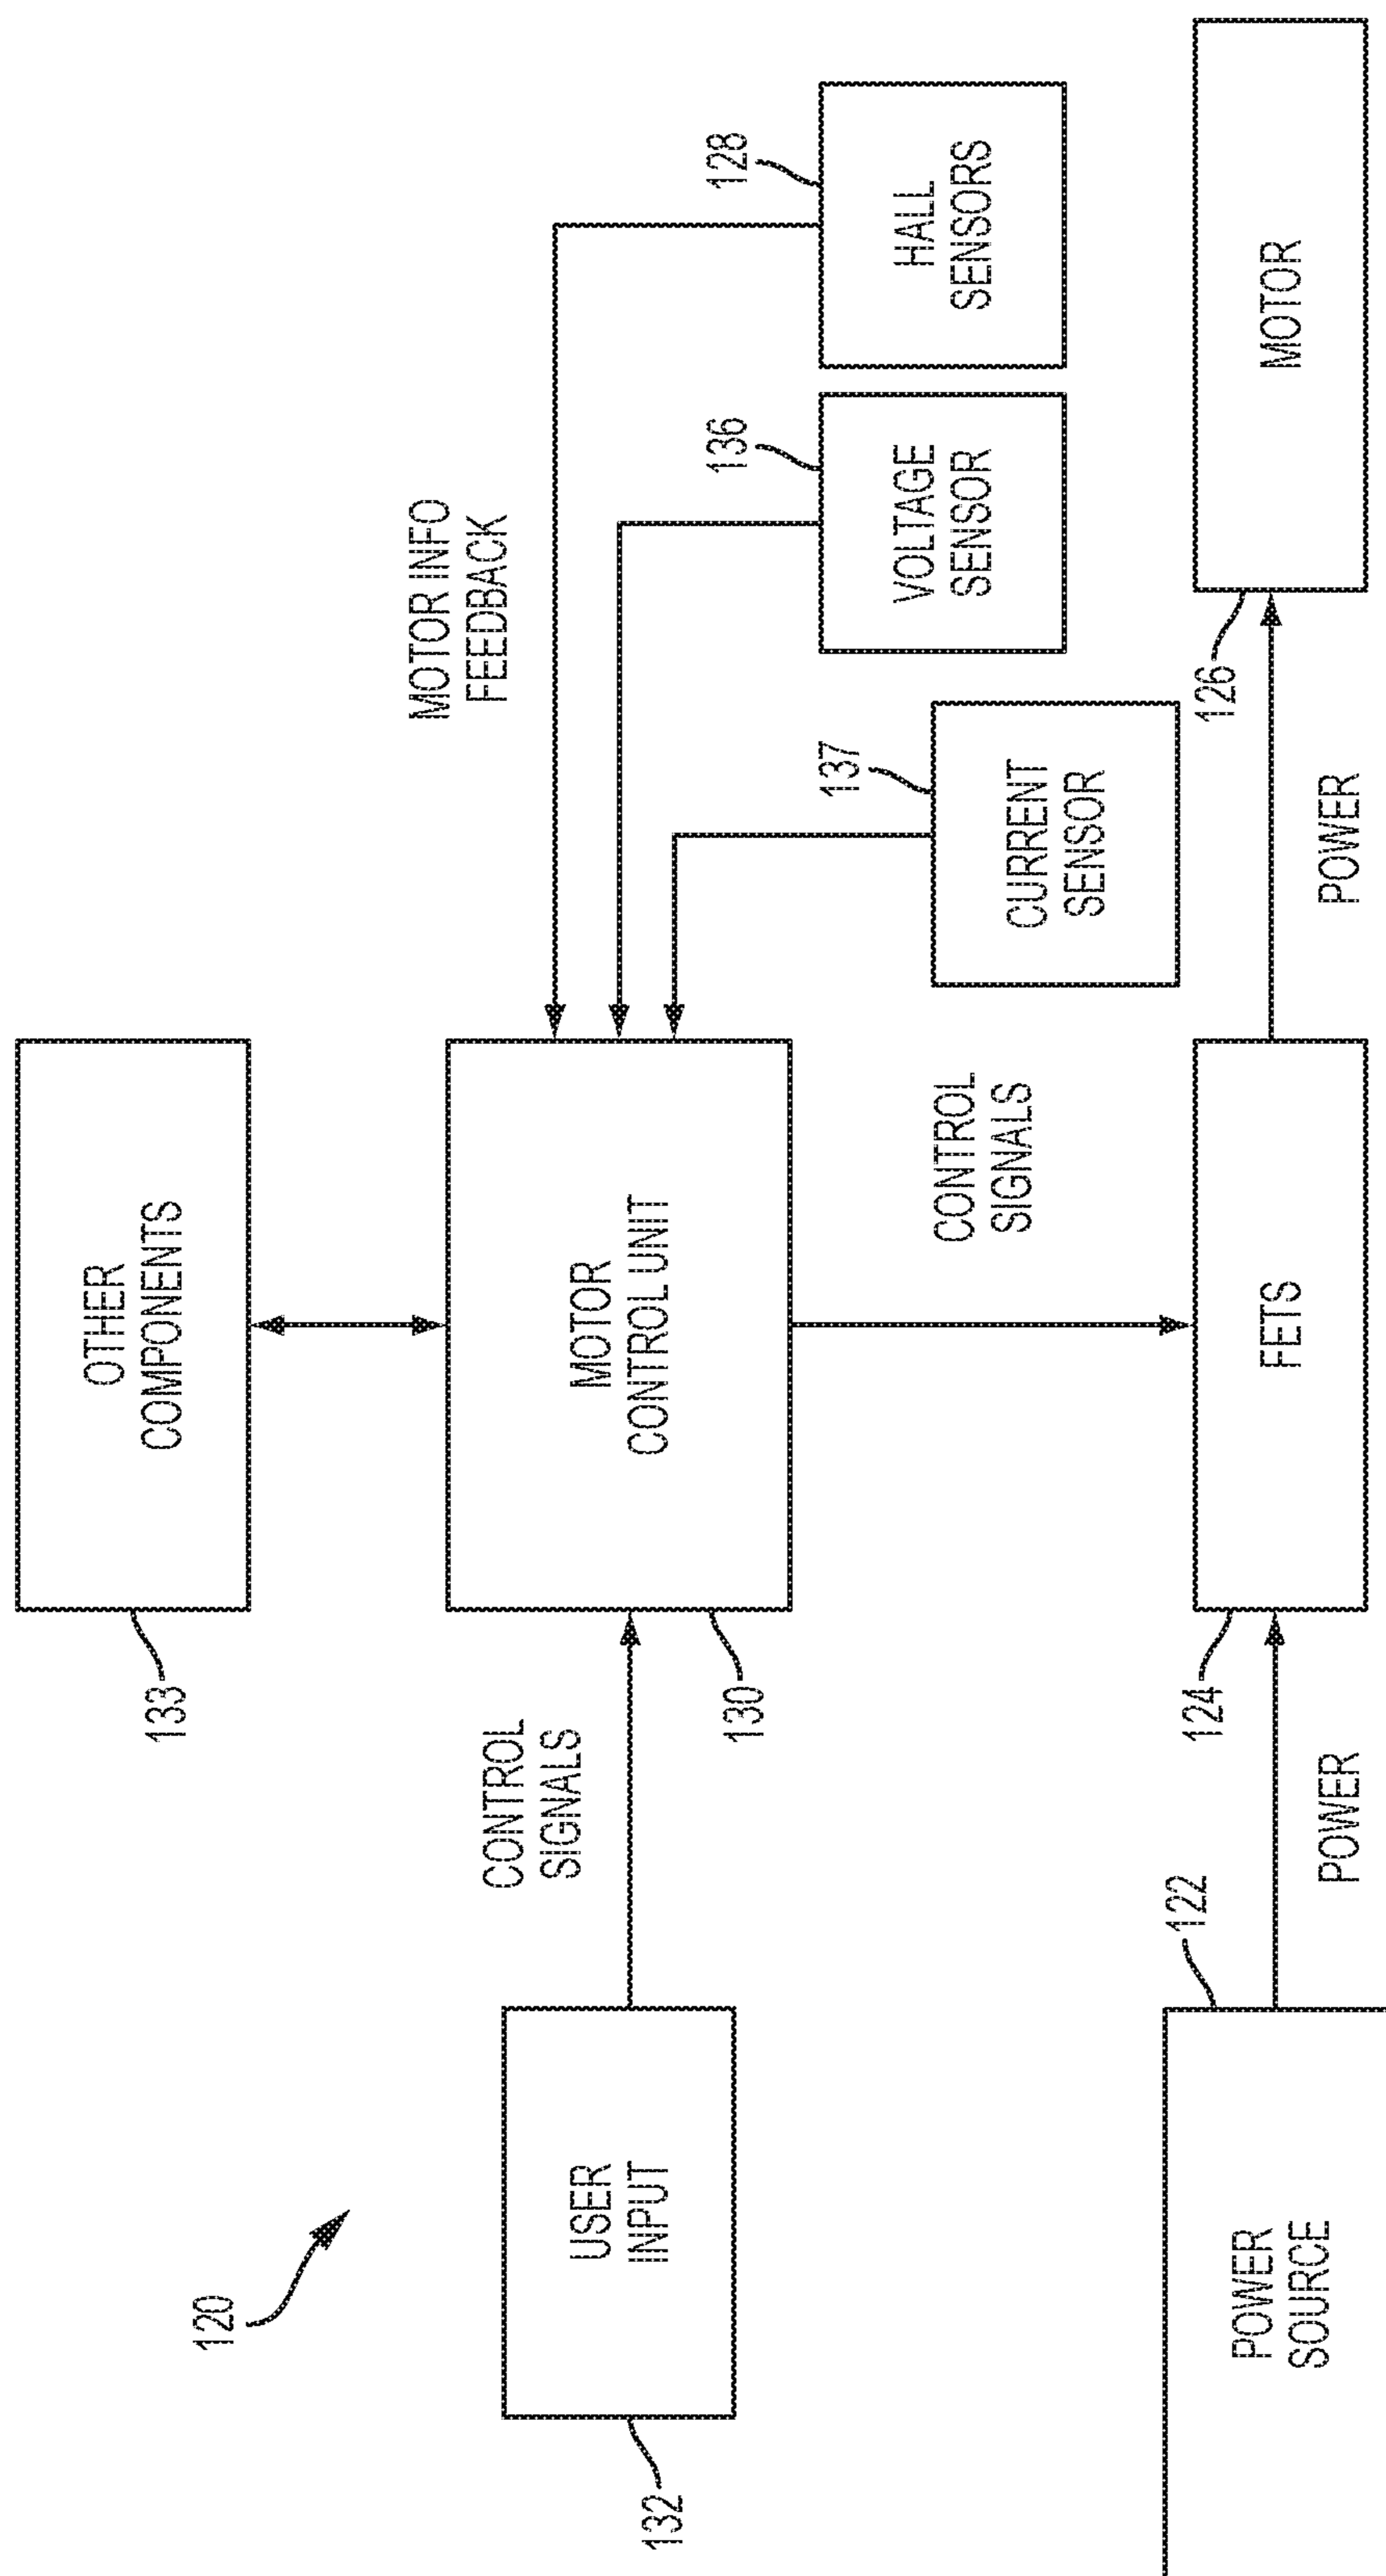 120
OTHER
COMPONENTS
133
MOTOR INFO
FEEDBACK
USER
INPUT
132
CONTROL
SIGNALS
MOTOR
CONTROL UNIT
130
128
HALL
SENSORS
136
VOLTAGE
SENSOR
137
CURRENT
SENSOR
CONTROL
SIGNALS
POWER
SOURCE
122
POWER
124
FETS
POWER
126
MOTOR